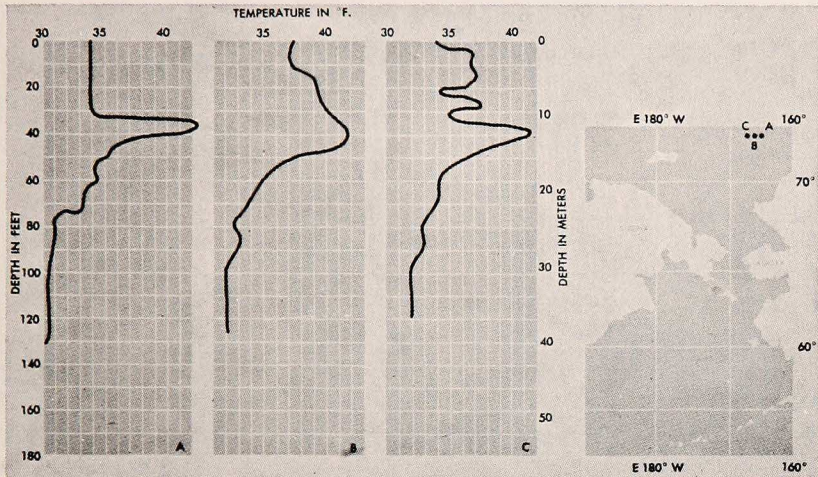 TEMPERATURE IN °F.
30 35 40 35 40 35 40
0 20 40 60 80 100 120 140 160 180
DEPTH IN FEET
A
B
C
0 10 20 30 40 50
DEPTH IN METERS
E 180° W 160°
C A
B
70°
60°
E 180° W 160°